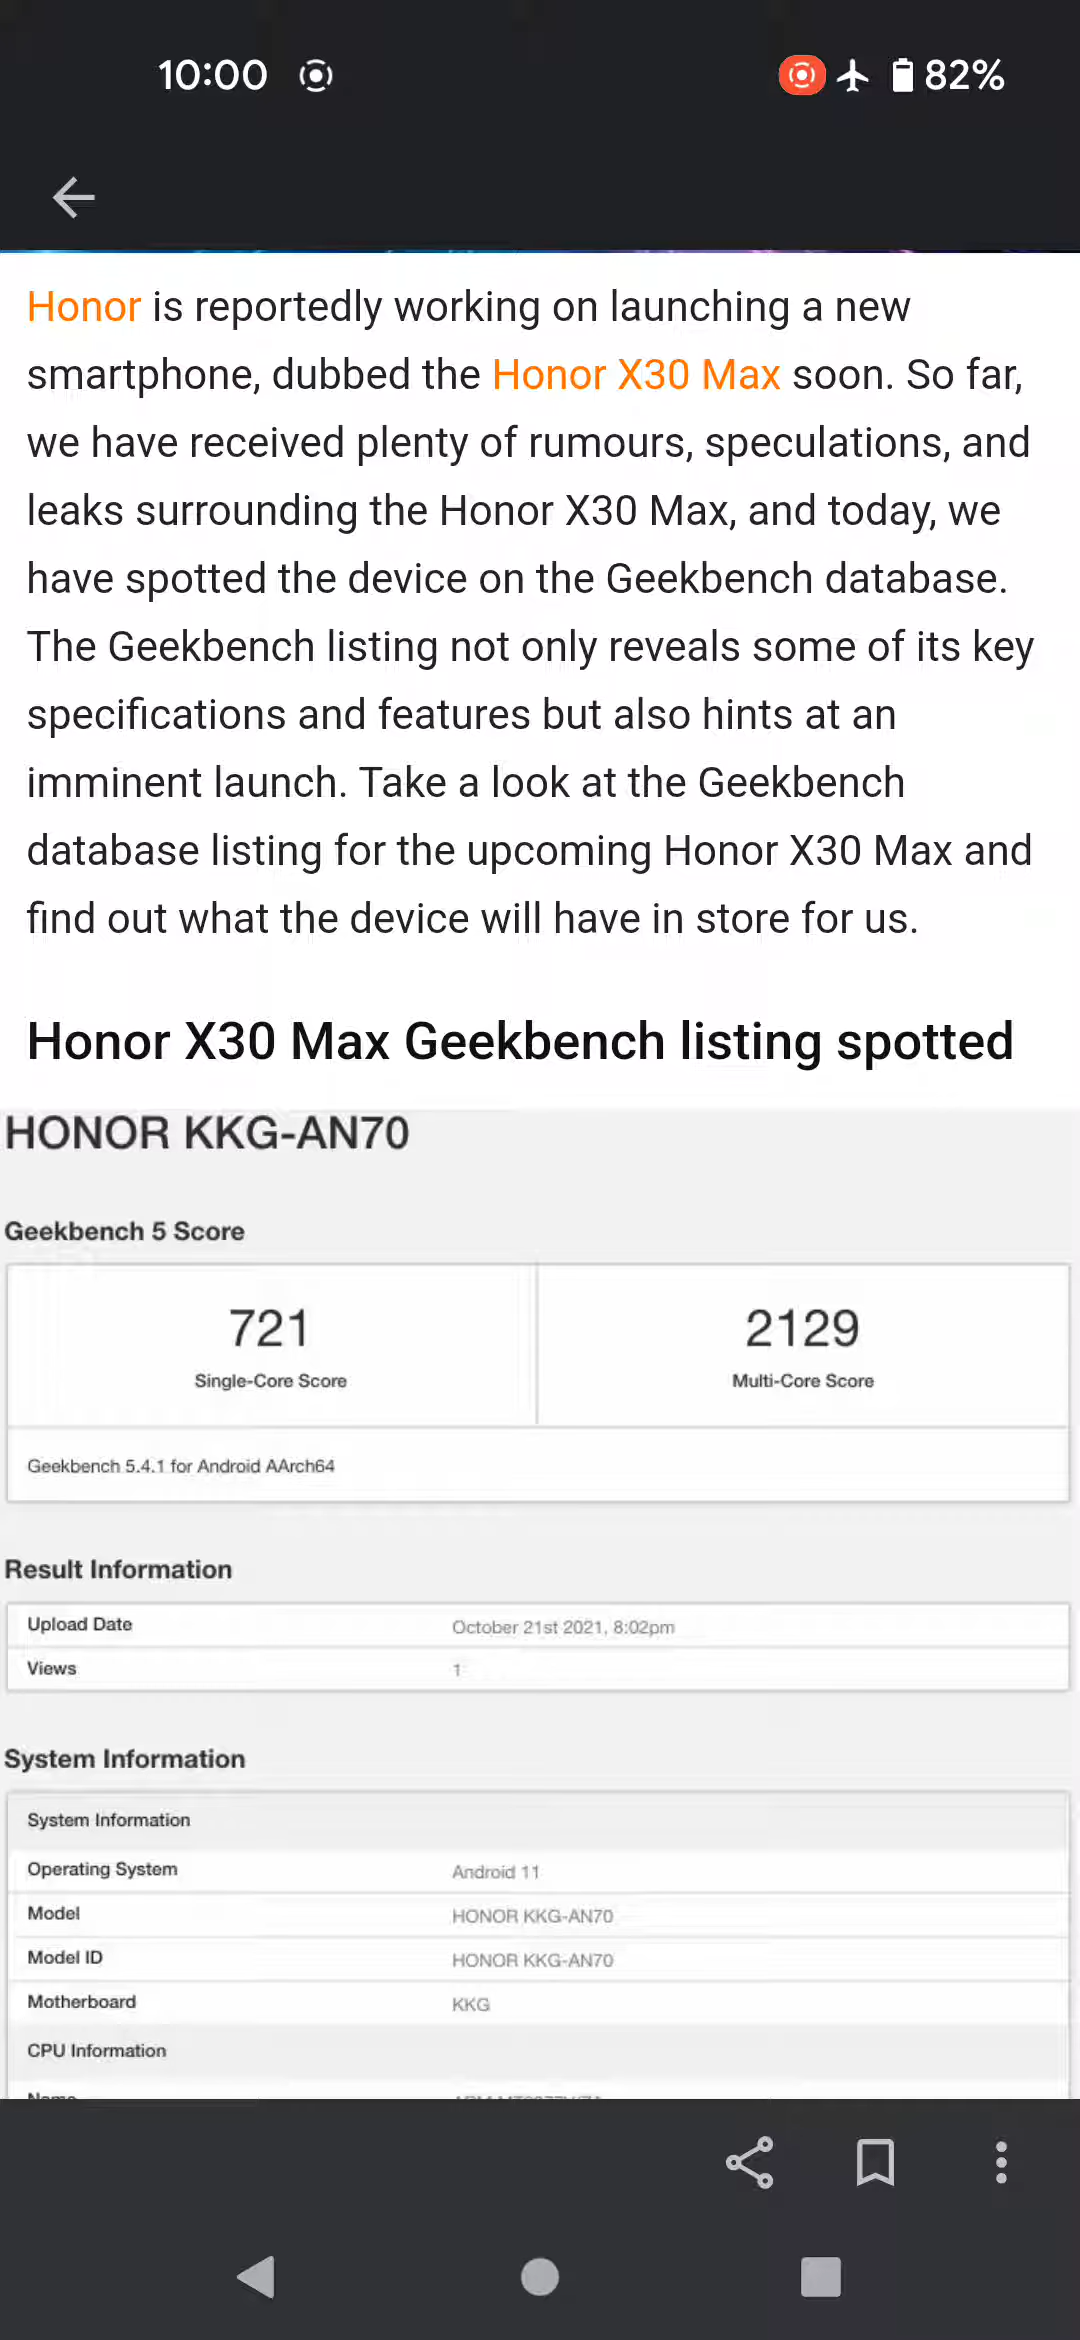 10:00
82%
Honor is reportedly working on launching a new
smartphone, dubbed the Honor X30 Max soon. So far,
we have received plenty of rumours, speculations, and
leaks surrounding the Honor X30 Max, and today, we
have spotted the device on the Geekbench database.
The Geekbench listing not only reveals some of its key
specifications and features but also hints at an
imminent launch. Take a look at the Geekbench
database listing for the upcoming Honor X30 Max and
find out what the device will have in store for us.
Honor X30 Max Geekbench listing spotted
HONOR KKG-AN70
Geekbench 5 Score
721
2129
Single-Core Score
Multi-Core Score
Geekbench 5.4.1 for Android AArch64
Result Information
Upload Date October 21st 2021, 8:02pm
Views 1
System Information
System Information
Operating System Android 11
Model HONOR KKG-AN70
Model ID HONOR KKG-AN70
Motherboard KKG
CPU Information
Name